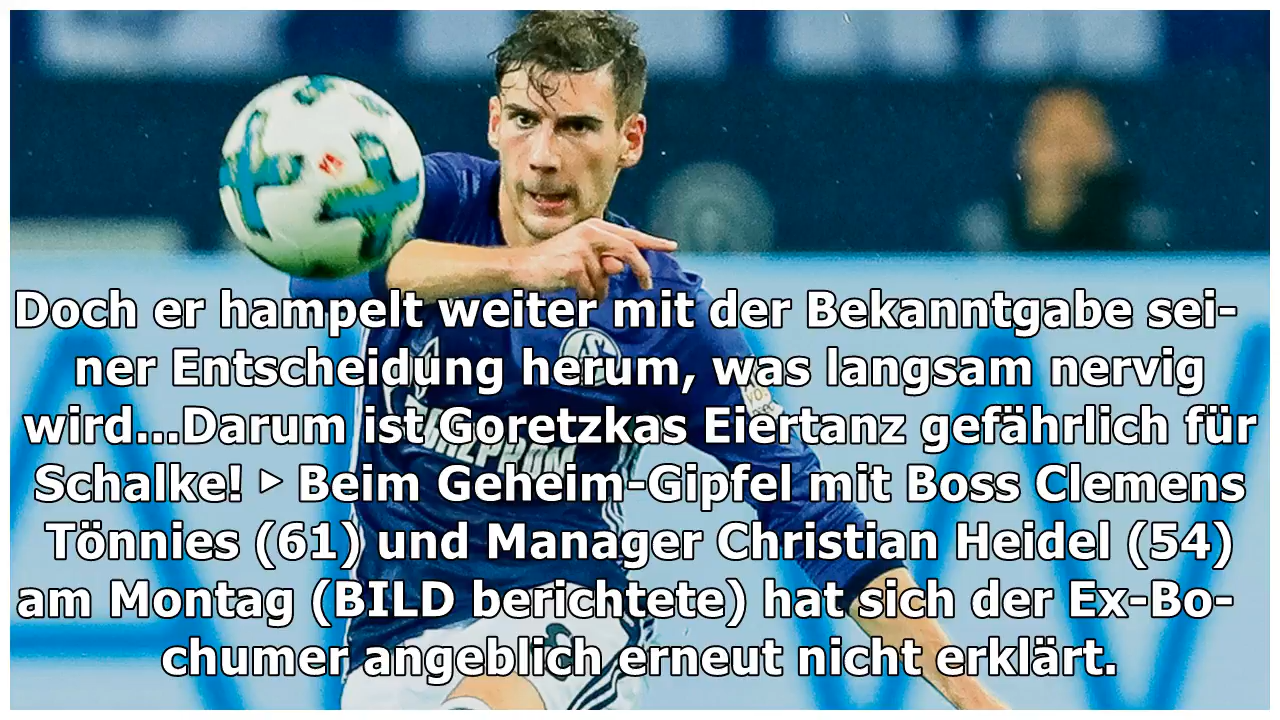 Doch er hampelt weiter mit der Bekanntgabe sei-
ner Entscheidung herum, was langsam nervig
wird...Darum ist Goretzkas Eiertanz gefährlich für
Schalke! ‣ Beim Geheim-Gipfel mit Boss Clemens
Tönnies (61) und Manager Christian Heidel (54)
am Montag (BILD berichtete) hat sich der Ex-Bo-
chumer angeblich erneut nicht erklärt.
GAZPROM